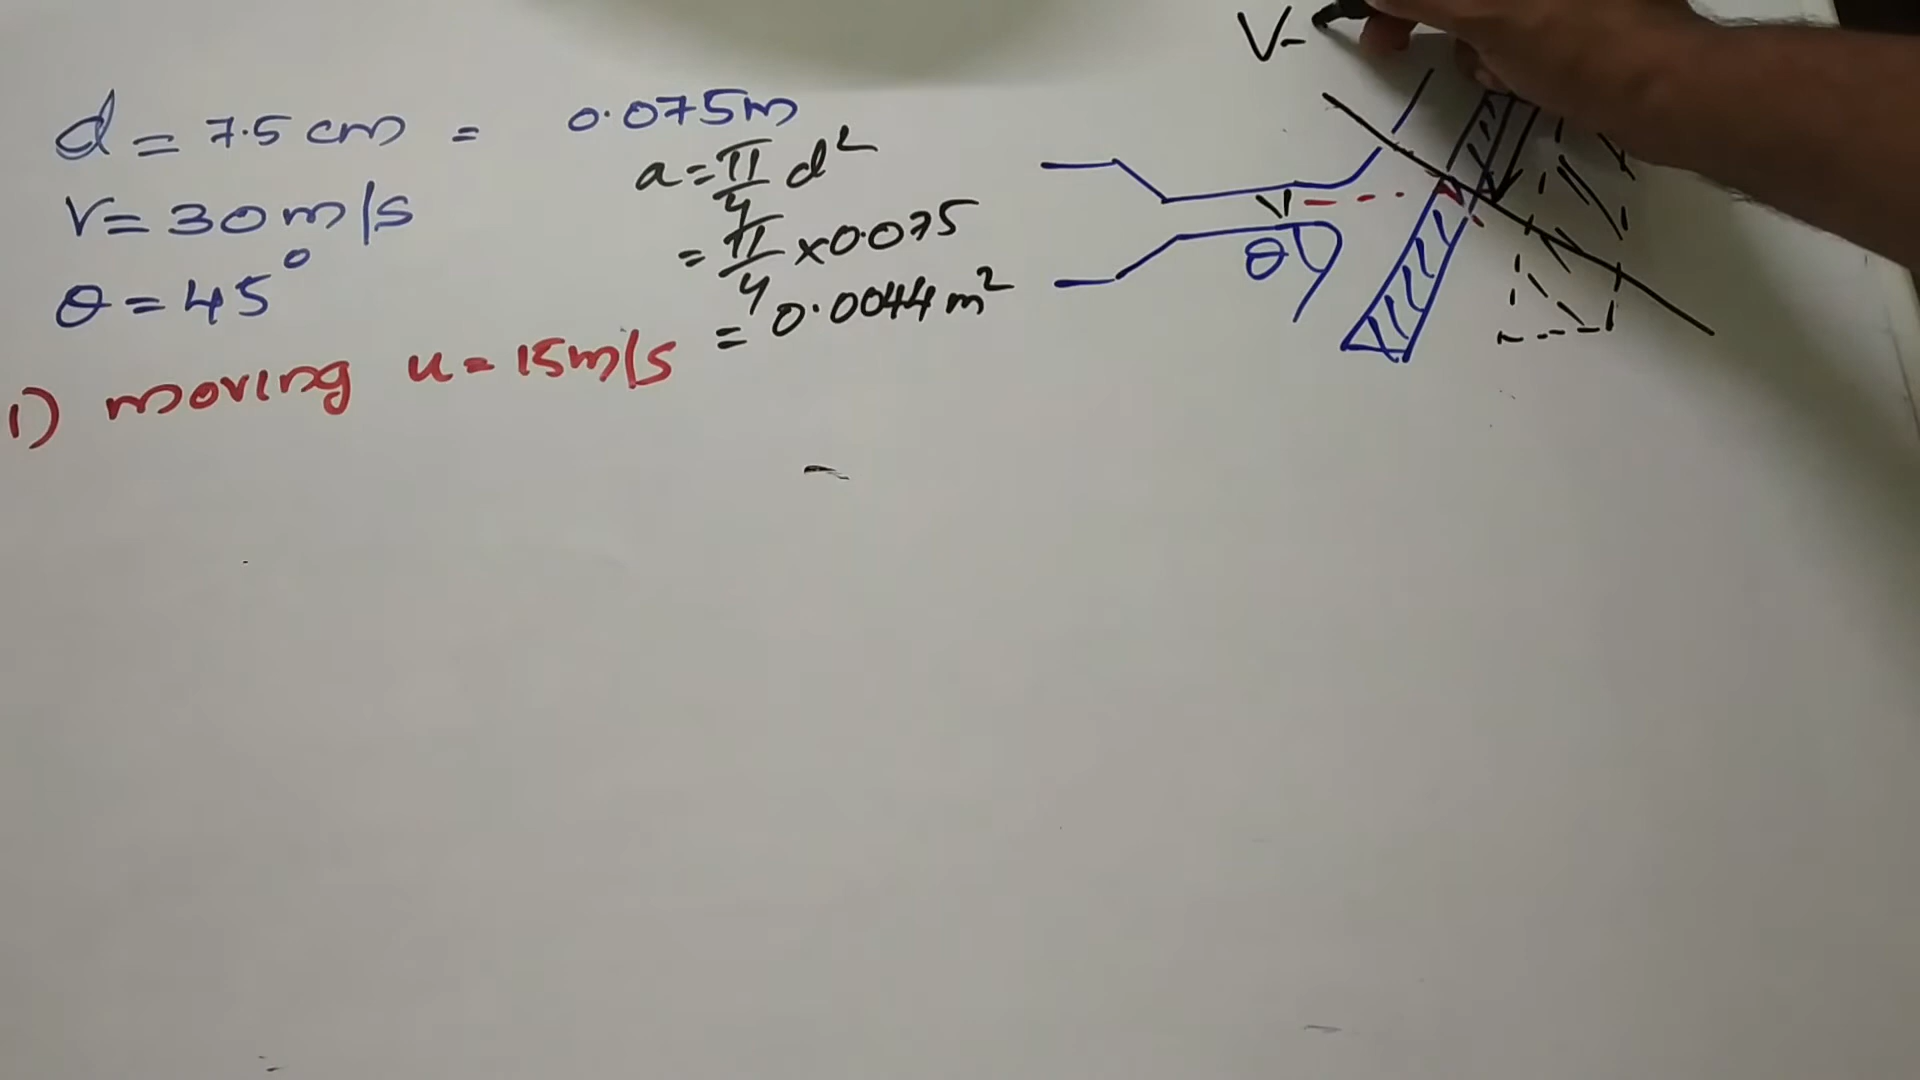 d = 7.5 cm = 0.075m
V = 30 m/s
θ = 45°
a = π/4 d²
= π/4 × 0.075
= 0.0044 m²
1) moving u = 15m/s
V-
V
θ